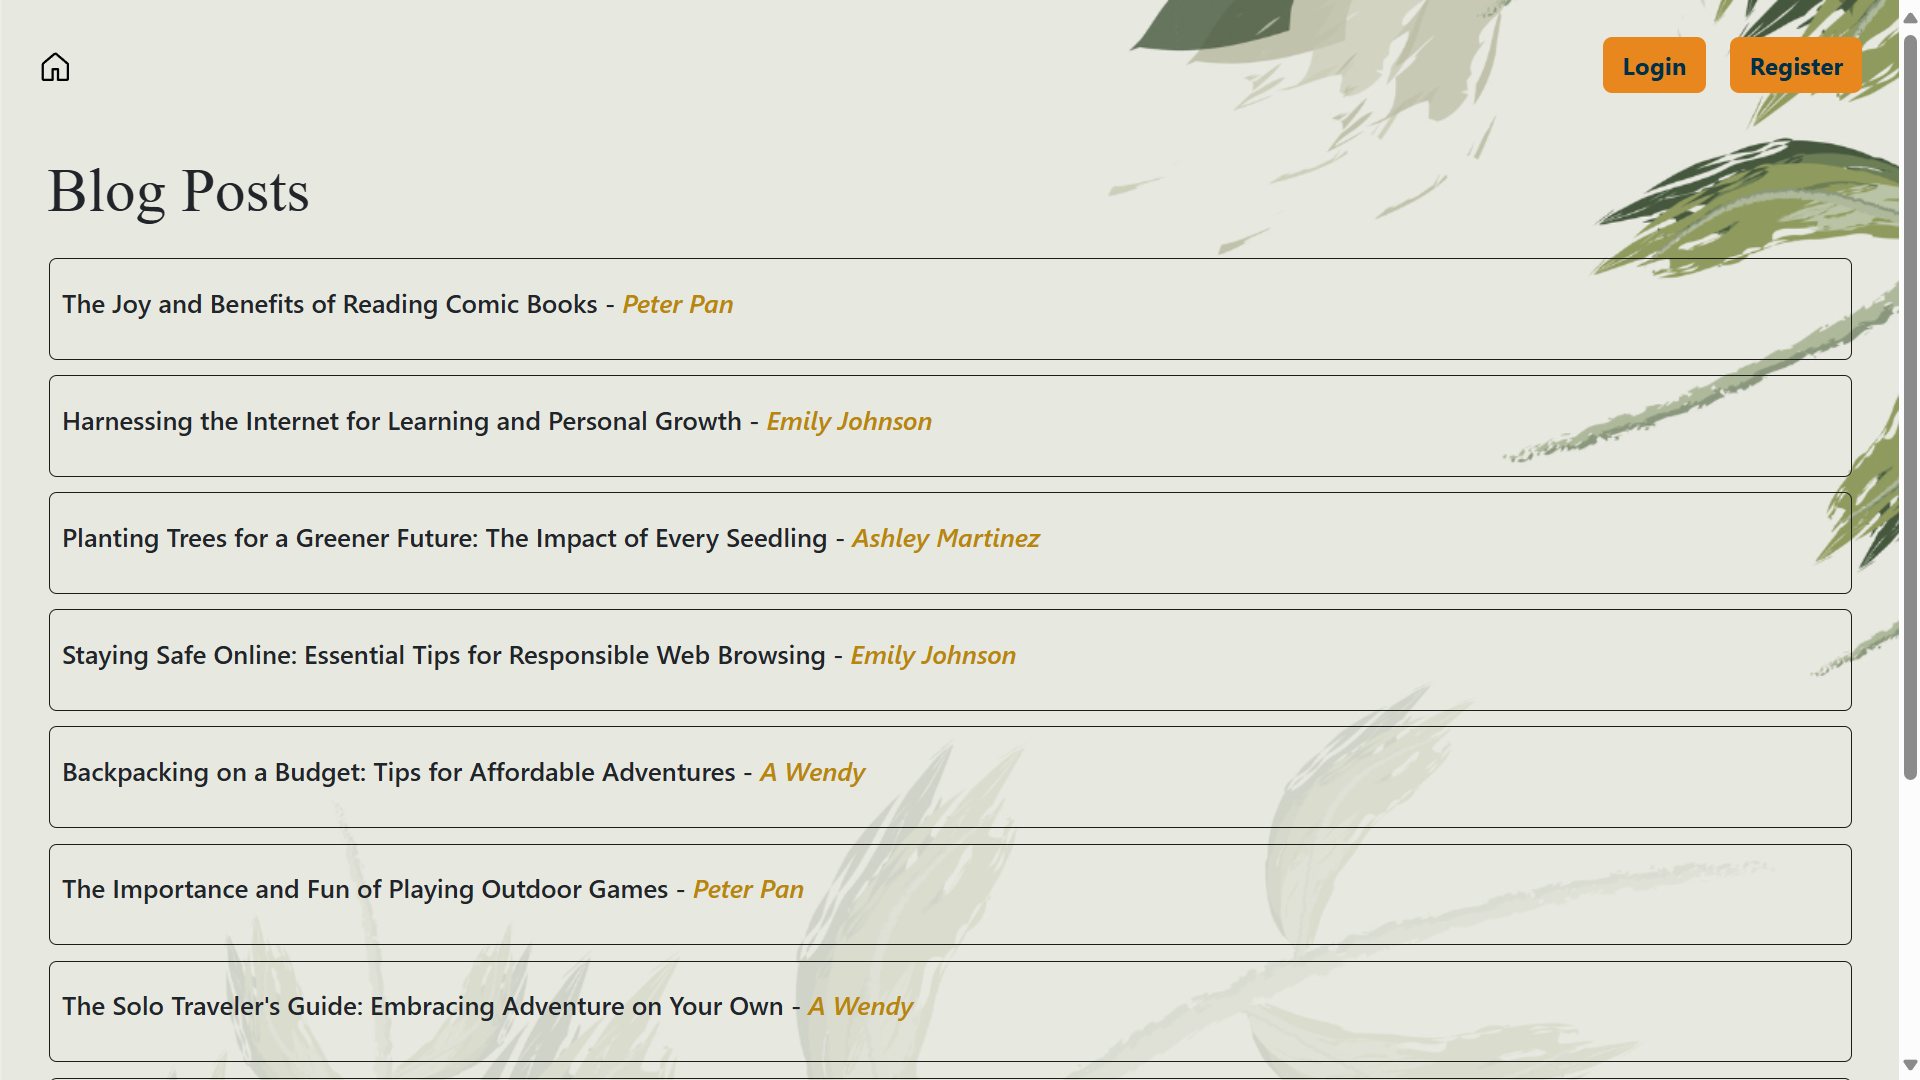 Login Register
Blog Posts
The Joy and Benefits of Reading Comic Books - Peter Pan
Harnessing the Internet for Learning and Personal Growth - Emily Johnson
Planting Trees for a Greener Future: The Impact of Every Seedling - Ashley Martinez
Staying Safe Online: Essential Tips for Responsible Web Browsing - Emily Johnson
Backpacking on a Budget: Tips for Affordable Adventures - A Wendy
The Importance and Fun of Playing Outdoor Games - Peter Pan
The Solo Traveler's Guide: Embracing Adventure on Your Own - A Wendy